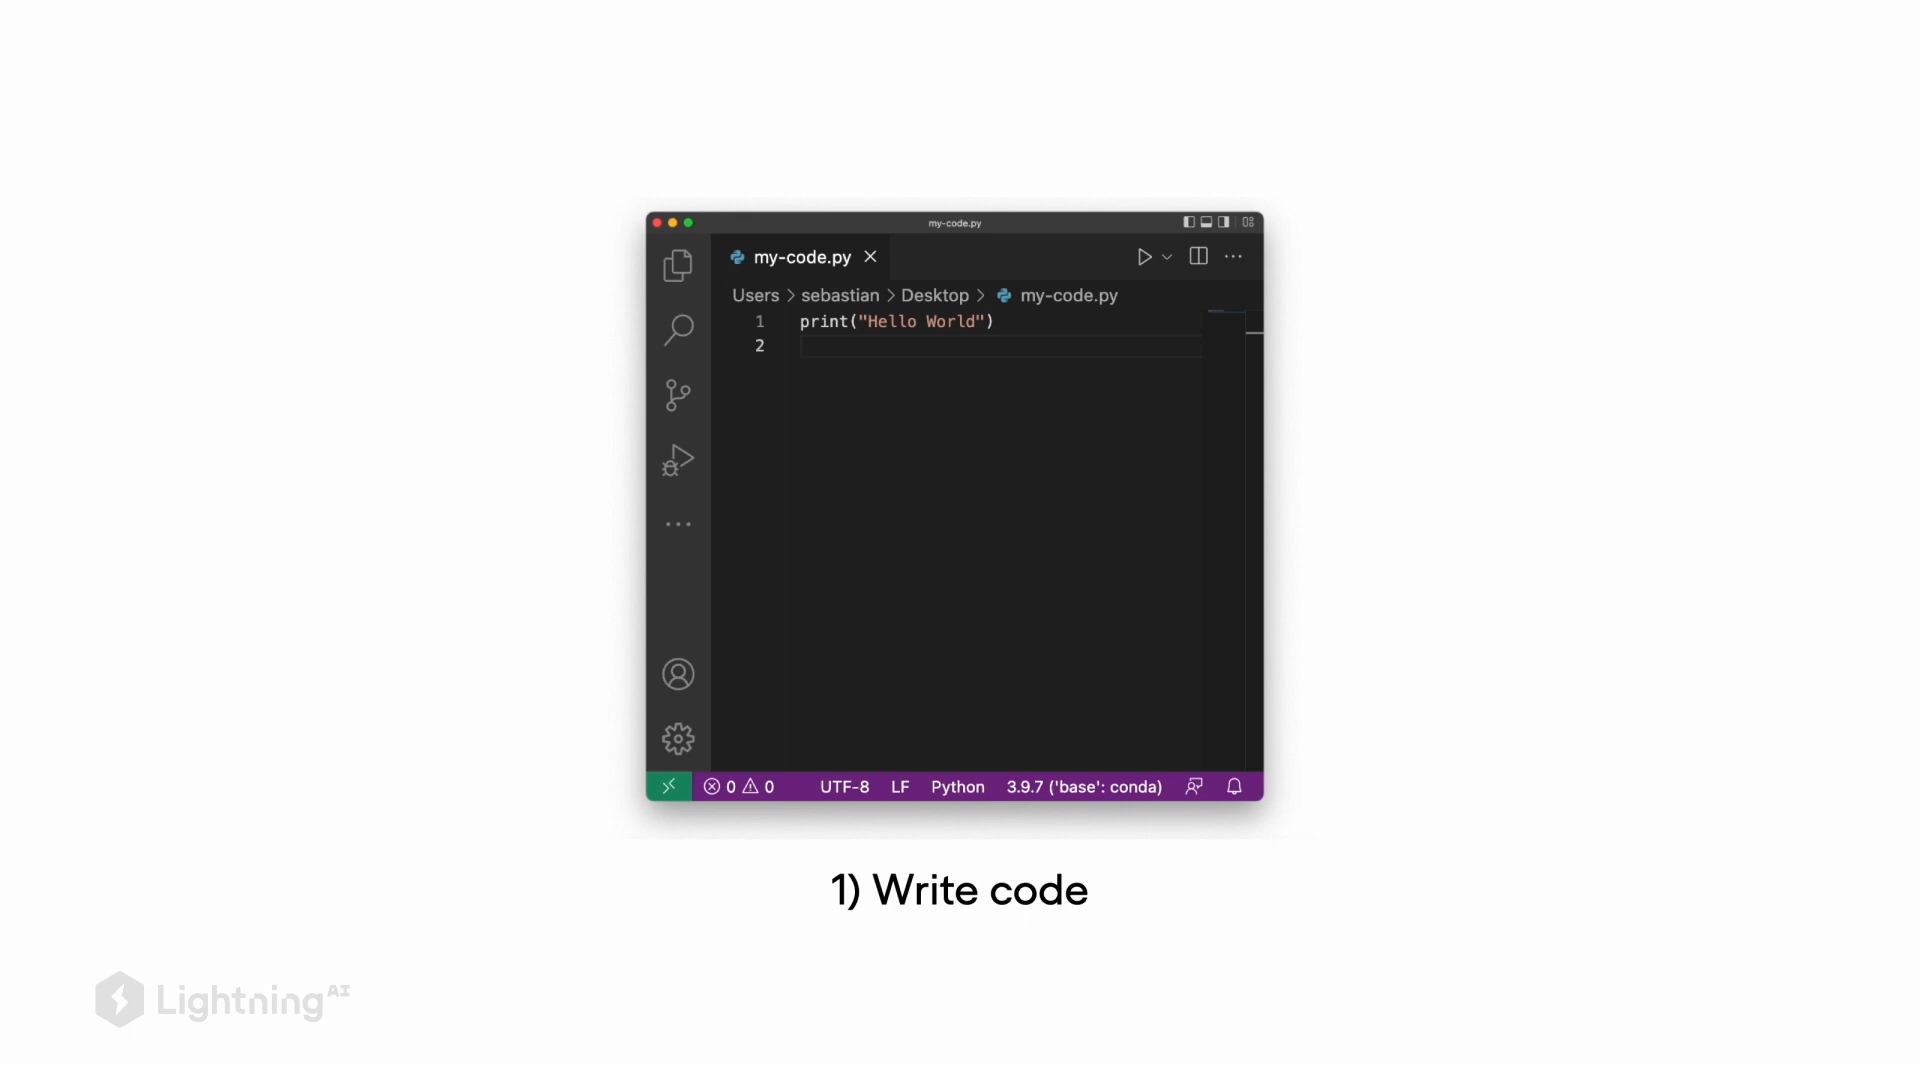 my-code.py
my-code.py
Users > sebastian > Desktop > my-code.py
1 print("Hello World")
2
0 0 UTF-8 LF Python 3.9.7 ('base': conda)
1) Write code
Lightning AI